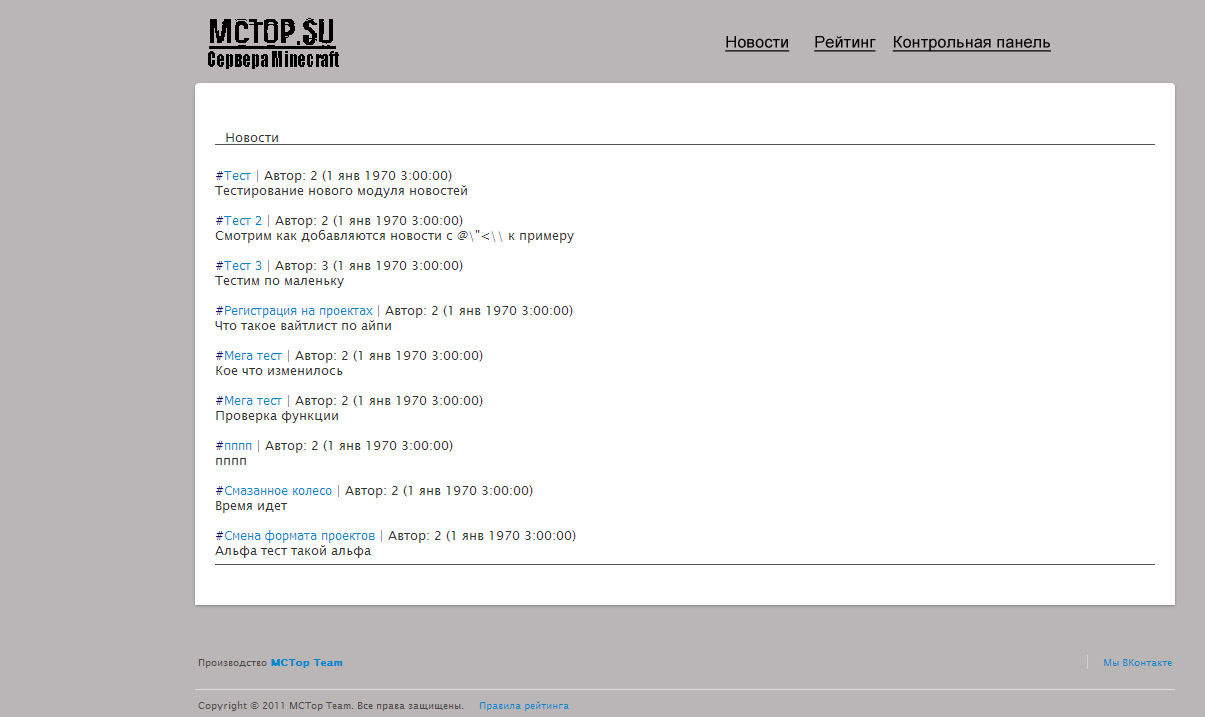 MCTOP.SU
Сервера Minecraft
Новости Рейтинг Контрольная панель
Новости
#Тест | Автор: 2 (1 янв 1970 3:00:00)
Тестирование нового модуля новостей
#Тест 2 | Автор: 2 (1 янв 1970 3:00:00)
Смотрим как добавляются новости с @\"<\\ к примеру
#Тест 3 | Автор: 3 (1 янв 1970 3:00:00)
Тестим по маленьку
#Регистрация на проектах | Автор: 2 (1 янв 1970 3:00:00)
Что такое вайтлист по айпи
#Мега тест | Автор: 2 (1 янв 1970 3:00:00)
Кое что изменилось
#Мега тест | Автор: 2 (1 янв 1970 3:00:00)
Проверка функции
#пппп | Автор: 2 (1 янв 1970 3:00:00)
пппп
#Смазанное колесо | Автор: 2 (1 янв 1970 3:00:00)
Время идет
#Смена формата проектов | Автор: 2 (1 янв 1970 3:00:00)
Альфа тест такой альфа
Производство MCTop Team
Мы ВКонтакте
Copyright © 2011 MCTop Team. Все права защищены. Правила рейтинга